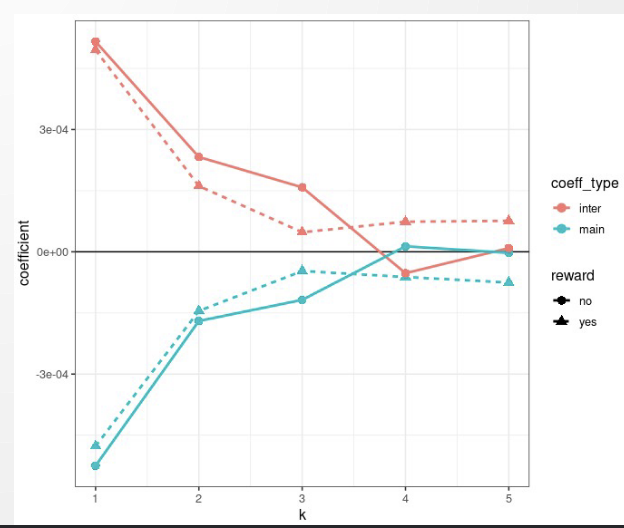 3e-04
0e+00
-3e-04
coefficient
1 2 3 4 5
k
coeff_type
inter
main
reward
no
yes